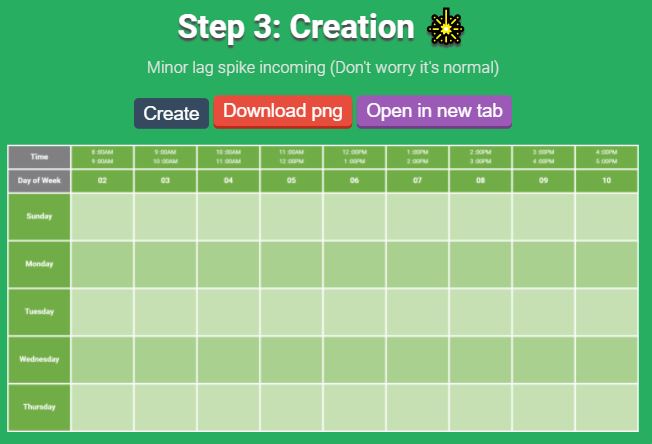 Step 3: Creation
Minor lag spike incoming (Don't worry it's normal)
Create Download png Open in new tab
Time 8:00AM 9:00AM 10:00AM 11:00AM 12:00PM 1:00PM 2:00PM 3:00PM 4:00PM
9:00AM 10:00AM 11:00AM 12:00PM 1:00PM 2:00PM 3:00PM 4:00PM 5:00PM
Day of Week 02 03 04 05 06 07 08 09 10
Sunday
Monday
Tuesday
Wednesday
Thursday